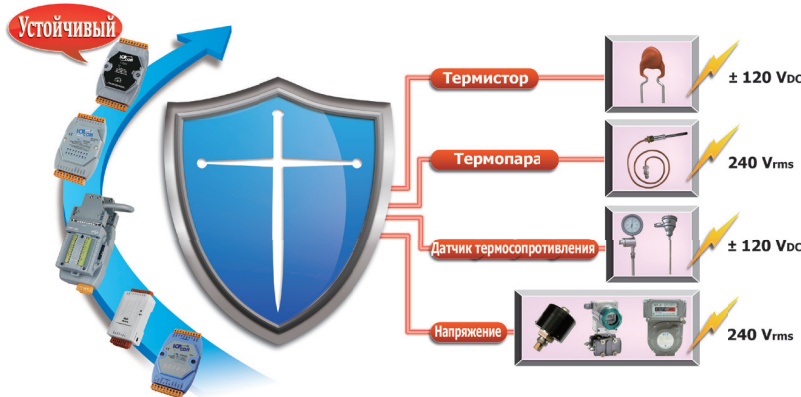 Устойчивый
Термистор
± 120 VDC
Термопара
240 Vrms
Датчик термосопротивления
± 120 VDC
Напряжение
240 Vrms